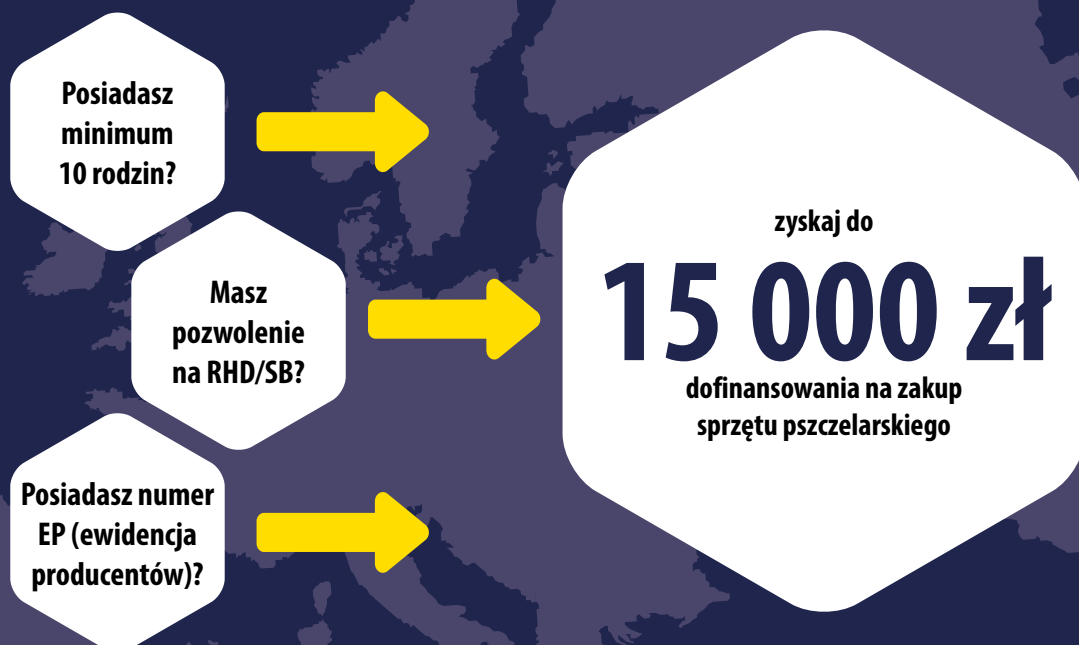 Posiadasz
minimum
10 rodzin?
Masz
pozwolenie
na RHD/SB?
Posiadasz numer
EP (ewidencja
producentów)?
zyskaj do
15 000 zł
dofinansowania na zakup
sprzętu pszczelarskiego